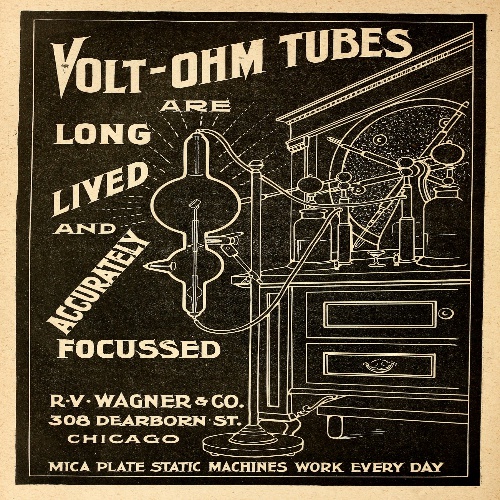 VOLT-OHM TUBES
ARE
LONG
LIVED
AND
ACCURATELY
FOCUSSED
R·V·WAGNER & CO.
308 DEARBORN·ST.
CHICAGO
MICA PLATE STATIC MACHINES WORK EVERY DAY